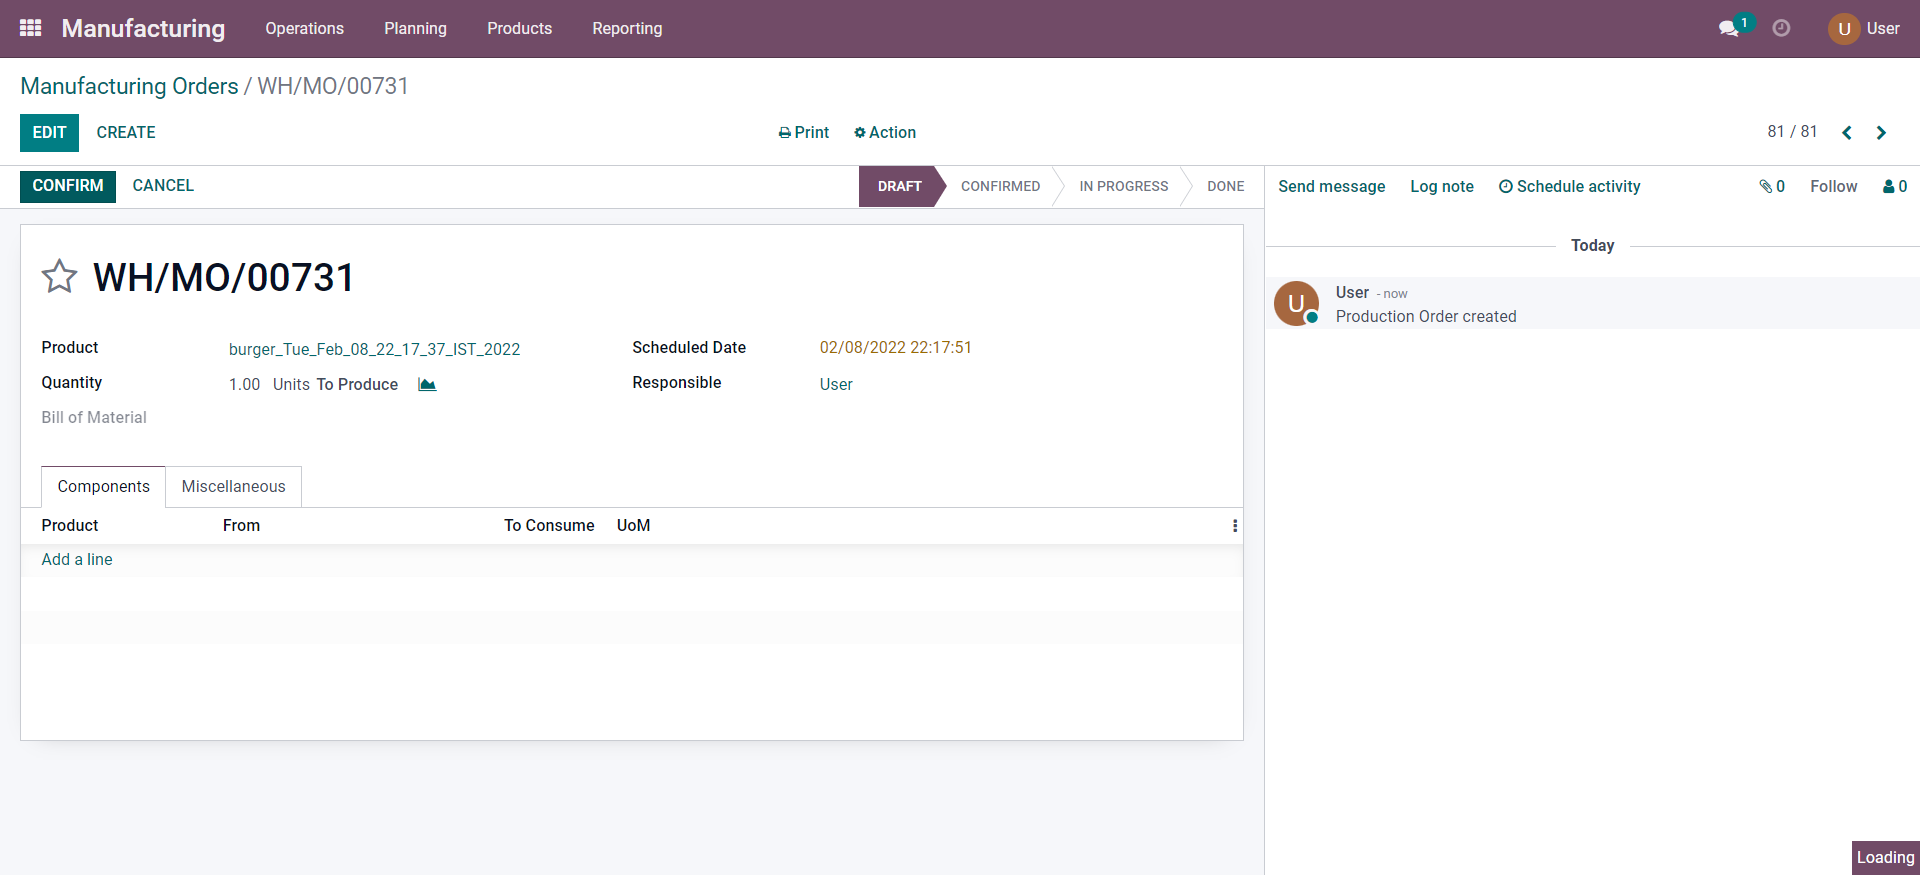 Manufacturing Operations Planning Products Reporting 1 U User
Manufacturing Orders / WH/MO/00731
EDIT CREATE Print Action 81 / 81
CONFIRM CANCEL DRAFT CONFIRMED IN PROGRESS DONE Send message Log note Schedule activity 0 Follow 0
Today
WH/MO/00731
U User - now
Production Order created
Product burger_Tue_Feb_08_22_17_37_IST_2022 Scheduled Date 02/08/2022 22:17:51
Quantity 1.00 Units To Produce Responsible User
Bill of Material
Components Miscellaneous
Product From To Consume UoM
Add a line
Loading